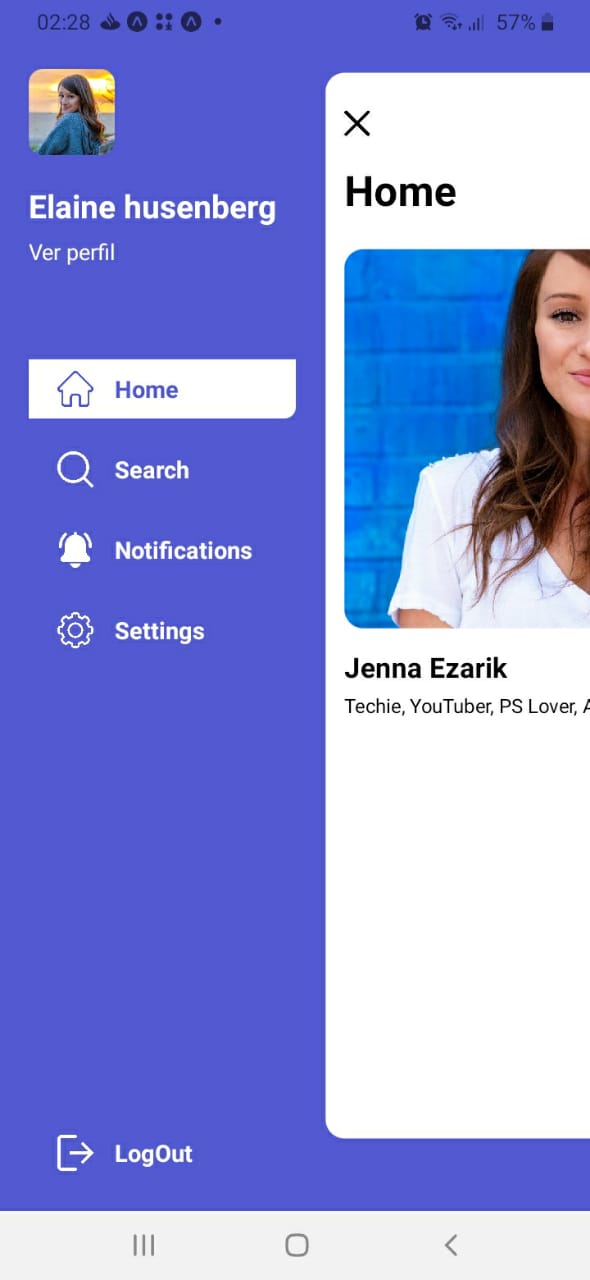 02:28
57%
Elaine husenberg
Ver perfil
Home
Search
Notifications
Settings
LogOut
Home
Jenna Ezarik
Techie, YouTuber, PS Lover,